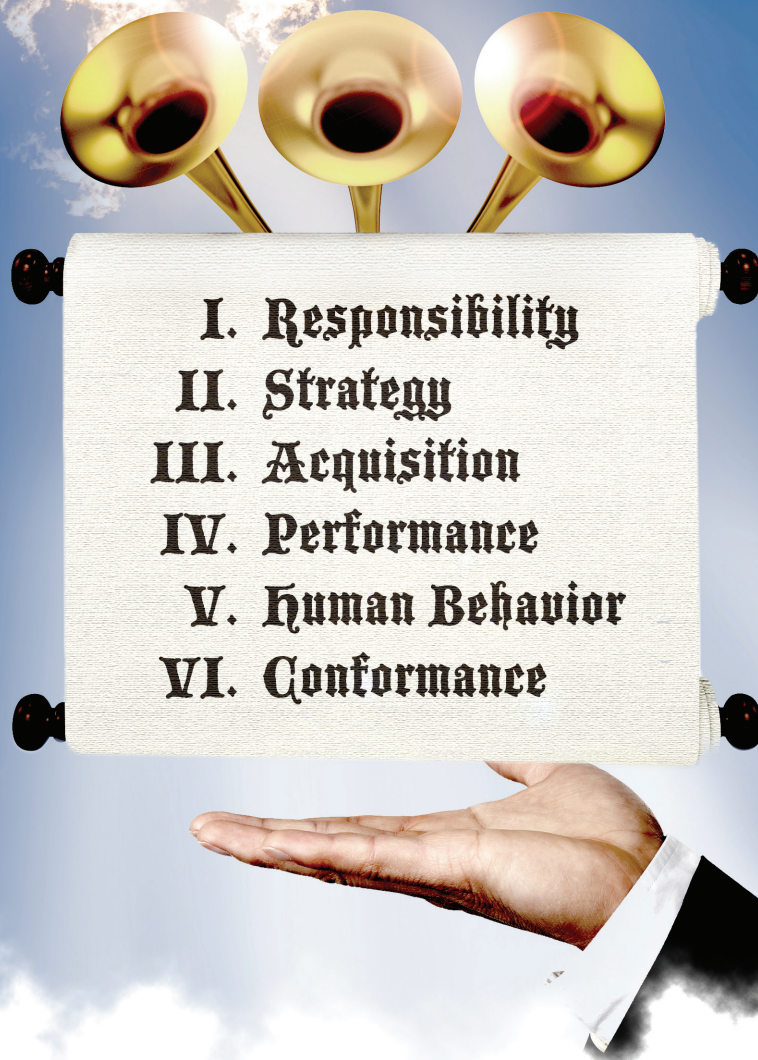 I. Responsibility
II. Strategy
III. Acquisition
IV. Performance
V. Human Behavior
VI. Conformance